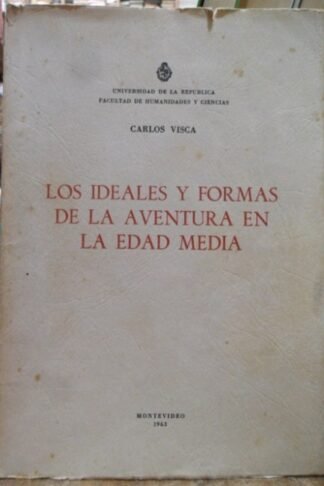 UNIVERSIDAD DE LA REPUBLICA
FACULTAD DE HUMANIDADES Y CIENCIAS
CARLOS VISCA
LOS IDEALES Y FORMAS
DE LA AVENTURA EN
LA EDAD MEDIA
MONTEVIDEO
1963